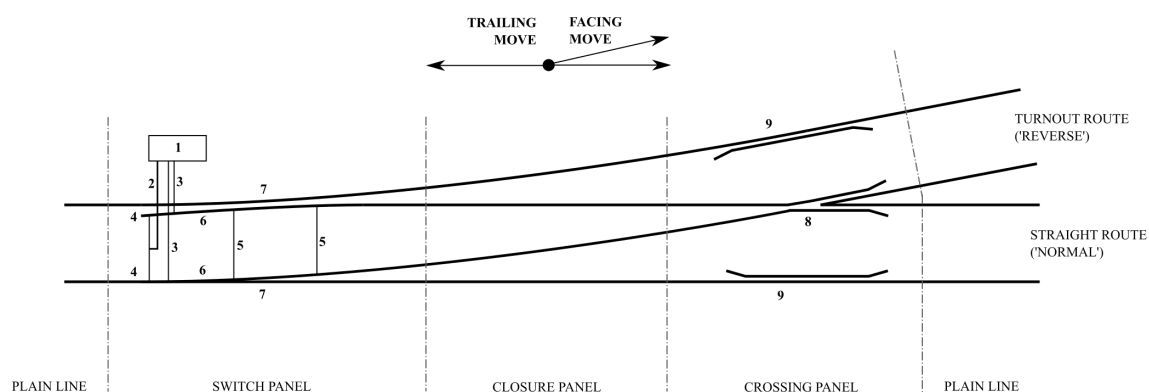 TRAILING MOVE
FACING MOVE
1
2
3
9
TURNOUT ROUTE
('REVERSE')
7
4
6
8
3
5
5
STRAIGHT ROUTE
('NORMAL')
4
6
7
9
PLAIN LINE
SWITCH PANEL
CLOSURE PANEL
CROSSING PANEL
PLAIN LINE